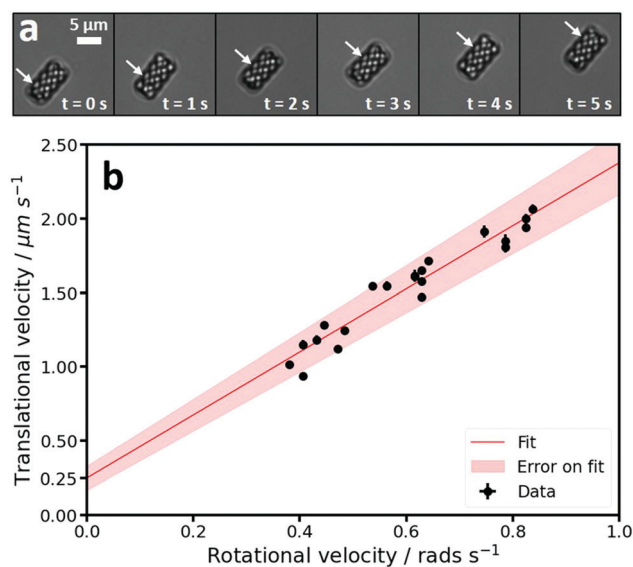 a
5 µm
t = 0 s
t = 1 s
t = 2 s
t = 3 s
t = 4 s
t = 5 s
b
Translational velocity / µm s⁻¹
2.50
2.00
1.50
1.00
0.50
0.25
0.00
Fit
Error on fit
Data
0.0 0.2 0.4 0.6 0.8 1.0
Rotational velocity / rads s⁻¹